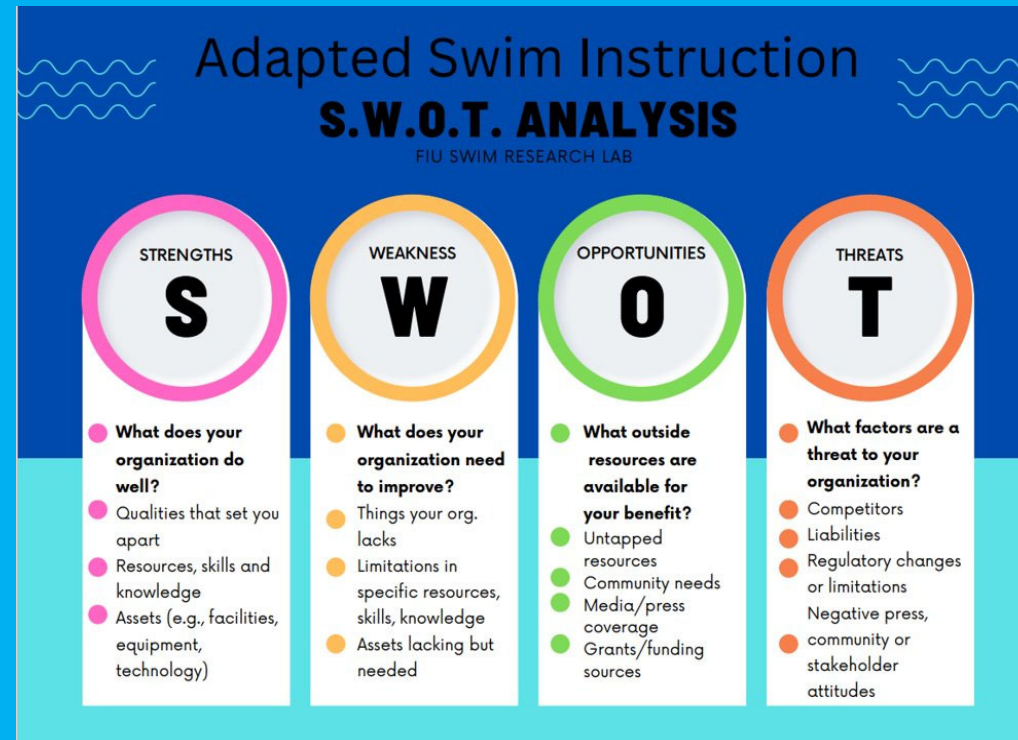 Adapted Swim Instruction
S.W.O.T. ANALYSIS
FIU SWIM RESEARCH LAB
STRENGTHS
S
What does your
organization do
well?
Qualities that set you
apart
Resources, skills and
knowledge
Assets (e.g., facilities,
equipment,
technology)
WEAKNESS
W
What does your
organization need
to improve?
Things your org.
lacks
Limitations in
specific resources,
skills, knowledge
Assets lacking but
needed
OPPORTUNITIES
O
What outside
resources are
available for
your benefit?
Untapped
resources
Community needs
Media/press
coverage
Grants/funding
sources
THREATS
T
What factors are a
threat to your
organization?
Competitors
Liabilities
Regulatory changes
or limitations
Negative press,
community or
stakeholder
attitudes